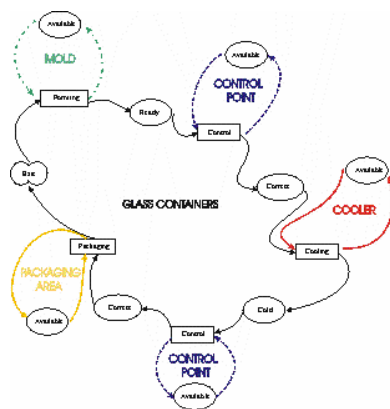 Available
MOLD
Forming
Ready
Available
CONTROL
POINT
Control
Correct
Available
COOLER
Cooling
Cold
Control
CONTROL
POINT
Available
Correct
Packaging
PACKAGING
AREA
Available
GLASS CONTAINERS